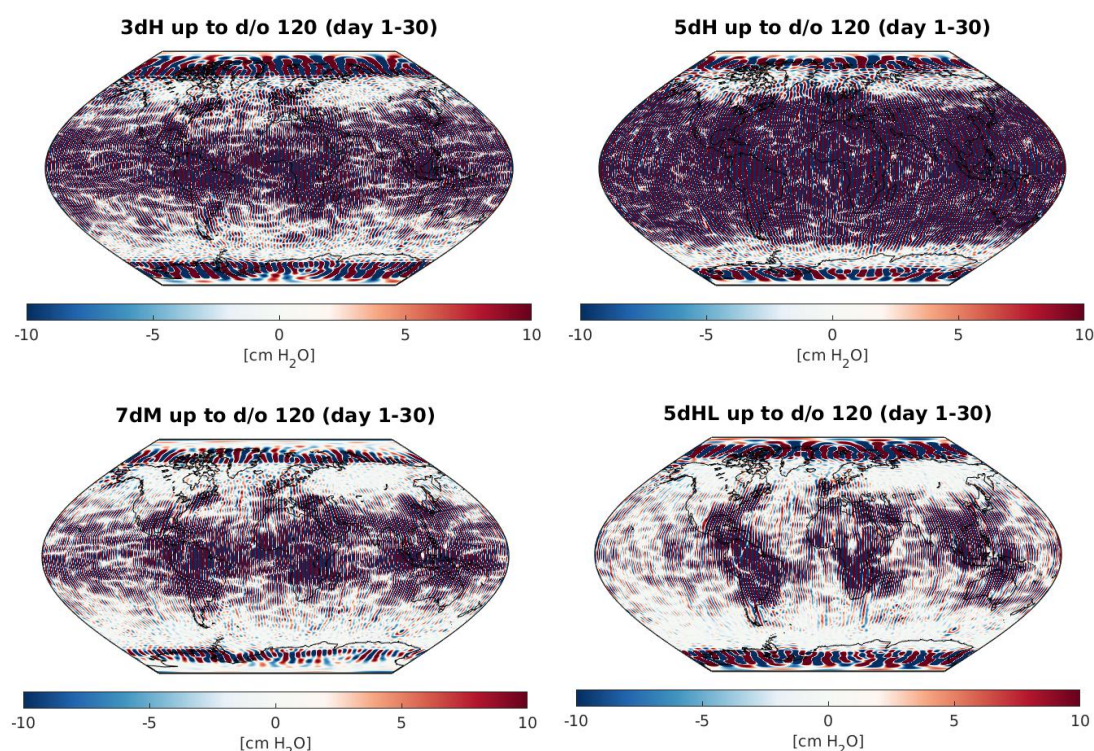 3dH up to d/o 120 (day 1-30)
-10 -5 0 5 10
[cm H2O]
5dH up to d/o 120 (day 1-30)
-10 -5 0 5 10
[cm H2O]
7dM up to d/o 120 (day 1-30)
-10 -5 0 5 10
[cm H2O]
5dHL up to d/o 120 (day 1-30)
-10 -5 0 5 10
[cm H2O]